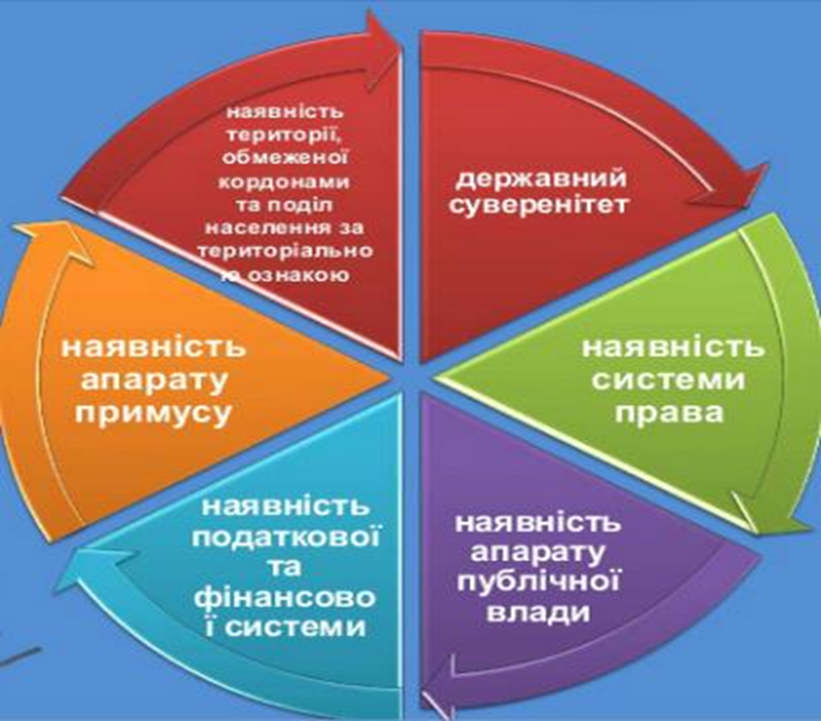 наявність
території,
обмеженої
кордонами
та поділ
населення за
територіально
ю ознакою
державний
суверенітет
наявність
системи
права
наявність
апарату
публічної
влади
наявність
податкової
та
фінансово
ї системи
наявність
апарату
примусу